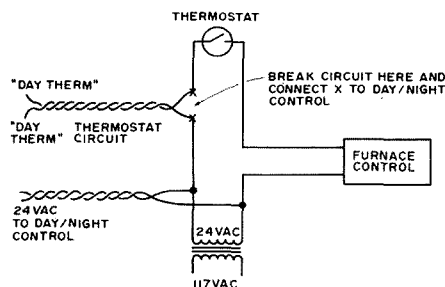 THERMOSTAT
"DAY THERM"
"DAY
THERM"
THERMOSTAT
CIRCUIT
BREAK CIRCUIT HERE AND
CONNECT X TO DAY/NIGHT
CONTROL
FURNACE
CONTROL
24VAC
TO DAY/NIGHT
CONTROL
24VAC
117VAC